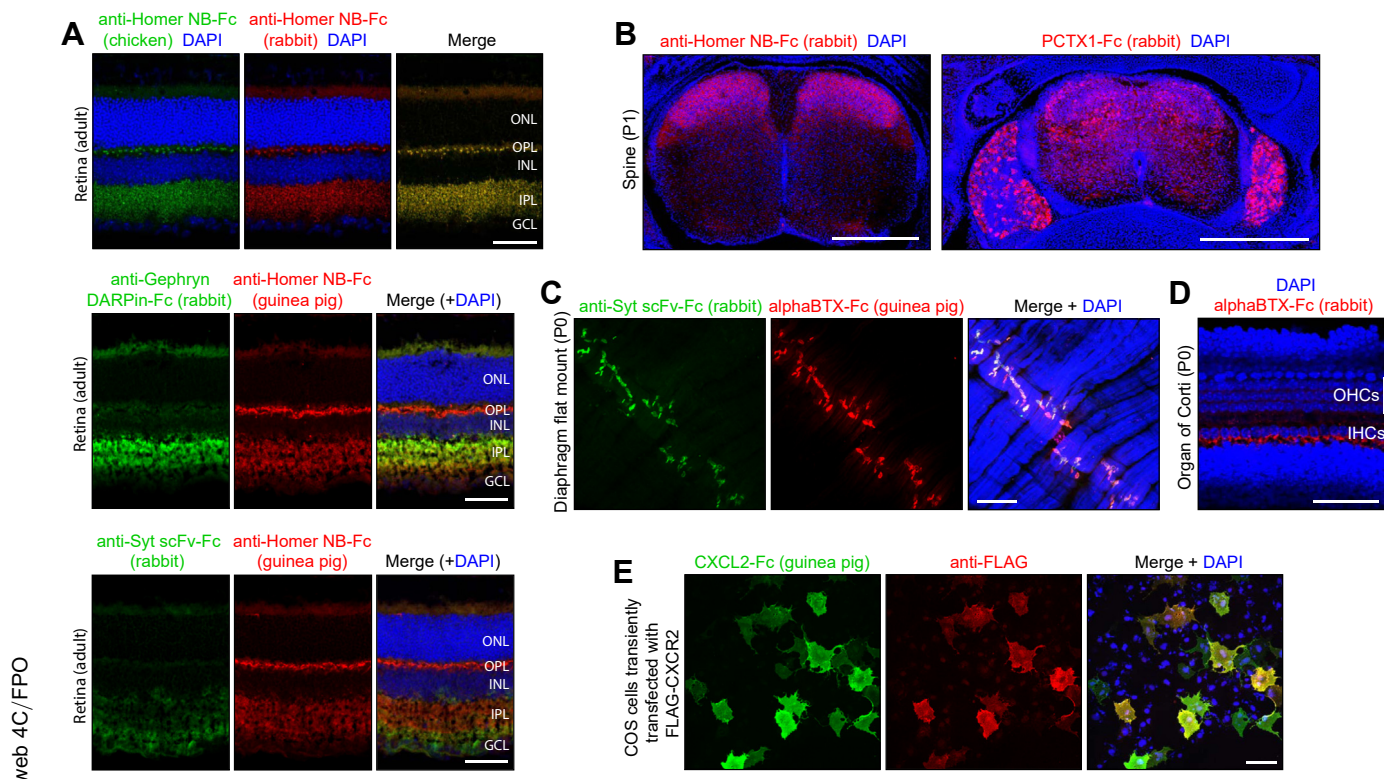 A
anti-Homer NB-Fc
(chicken) DAPI
anti-Homer NB-Fc
(rabbit) DAPI
Merge
Retina (adult)
ONL
OPL
INL
IPL
GCL
anti-Gephryn
DARPin-Fc (rabbit)
anti-Homer NB-Fc
(guinea pig)
Merge (+DAPI)
Retina (adult)
ONL
OPL
INL
IPL
GCL
anti-Syt scFv-Fc
(rabbit)
anti-Homer NB-Fc
(guinea pig)
Merge (+DAPI)
Retina (adult)
ONL
OPL
INL
IPL
GCL
web 4C/FPO
B
anti-Homer NB-Fc (rabbit) DAPI
PCTX1-Fc (rabbit) DAPI
Spine (P1)
C
anti-Syt scFv-Fc (rabbit)
alphaBTX-Fc (guinea pig)
Merge + DAPI
Diaphragm flat mount (P0)
D
DAPI
alphaBTX-Fc (rabbit)
Organ of Corti (P0)
OHCs
IHCs
E
CXCL2-Fc (guinea pig)
anti-FLAG
Merge + DAPI
COS cells transiently
transfected with
FLAG-CXCR2